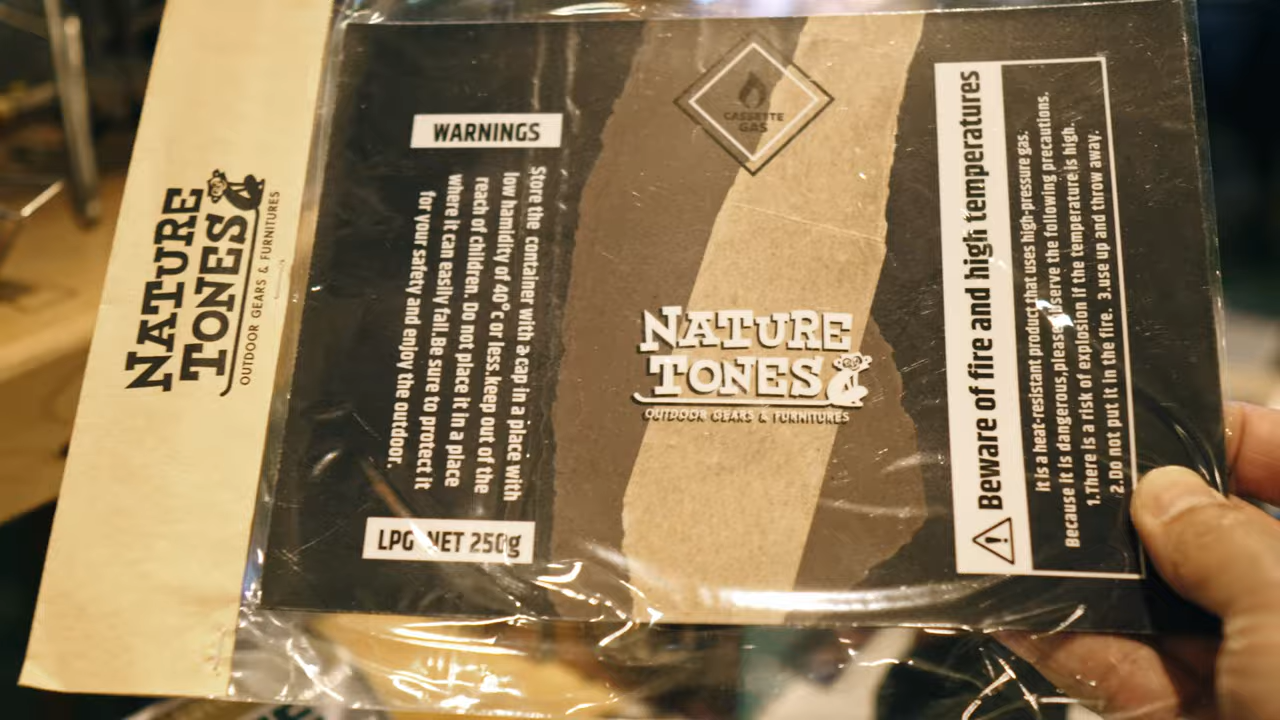 NATURE
TONES
OUTDOOR GEARS & FURNITURES
WARNINGS
Store the container with a cap in a place with
low hamidity of 40°c or less.keep out of the
reach of children. Do not place it in a place
where it can easily fall.Be sure to protect it
for your safety and enjoy the outdoor.
LPG NET 250g
CASSETTE
GAS
NATURE
TONES
OUTDOOR GEARS & FURNITURES
Beware of fire and high temperatures
It is a heat-resistant product that uses high-pressure gas.
Because it is dangerous,please observe the following precautions.
1.There is a risk of explosion if the temperature is high.
2.Do not put it in the fire. 3.use up and throw away.